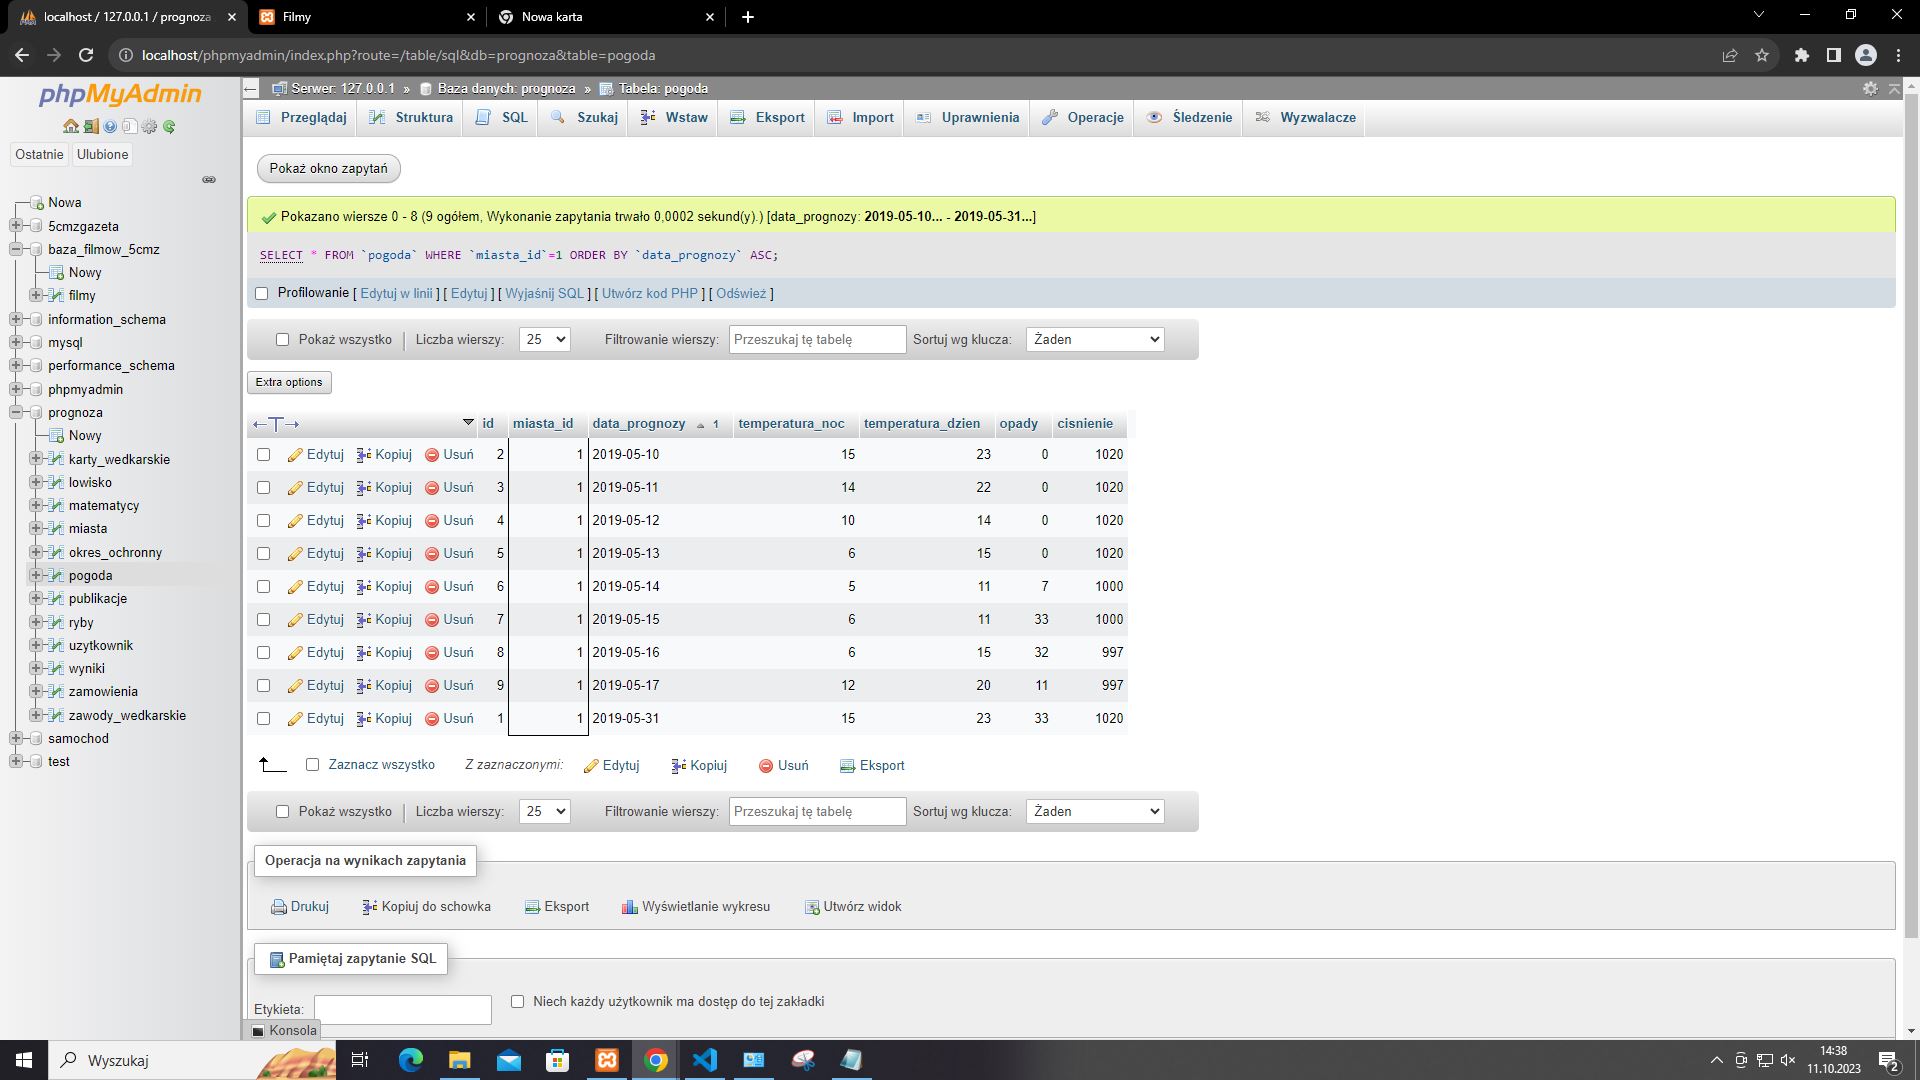 localhost / 127.0.0.1 / prognoza
Filmy
Nowa karta
localhost/phpmyadmin/index.php?route=/table/sql&db=prognoza&table=pogoda
phpMyAdmin
Ostatnie Ulubione
Nowa
5cmzgazeta
baza_filmow_5cmz
Nowy
filmy
information_schema
mysql
performance_schema
phpmyadmin
prognoza
Nowy
karty_wedkarskie
lowisko
matematycy
miasta
okres_ochronny
pogoda
publikacje
ryby
uzytkownik
wyniki
zamowienia
zawody_wedkarskie
samochod
test
Serwer: 127.0.0.1 » Baza danych: prognoza » Tabela: pogoda
Przeglądaj Struktura SQL Szukaj Wstaw Eksport Import Uprawnienia Operacje Śledzenie Wyzwalacze
Pokaż okno zapytań
Pokazano wiersze 0 - 8 (9 ogółem, Wykonanie zapytania trwało 0,0002 sekund(y).) [data_prognozy: 2019-05-10... - 2019-05-31...]
SELECT * FROM `pogoda` WHERE `miasta_id`=1 ORDER BY `data_prognozy` ASC;
Profilowanie [ Edytuj w linii ] [ Edytuj ] [ Wyjaśnij SQL ] [ Utwórz kod PHP ] [ Odśwież ]
Pokaż wszystko Liczba wierszy: 25 Filtrowanie wierszy: Przeszukaj tę tabelę Sortuj wg klucza: Żaden
Extra options
←T→ id miasta_id data_prognozy 1 temperatura_noc temperatura_dzien opady cisnienie
Edytuj Kopiuj Usuń 2 1 2019-05-10 15 23 0 1020
Edytuj Kopiuj Usuń 3 1 2019-05-11 14 22 0 1020
Edytuj Kopiuj Usuń 4 1 2019-05-12 10 14 0 1020
Edytuj Kopiuj Usuń 5 1 2019-05-13 6 15 0 1020
Edytuj Kopiuj Usuń 6 1 2019-05-14 5 11 7 1000
Edytuj Kopiuj Usuń 7 1 2019-05-15 6 11 33 1000
Edytuj Kopiuj Usuń 8 1 2019-05-16 6 15 32 997
Edytuj Kopiuj Usuń 9 1 2019-05-17 12 20 11 997
Edytuj Kopiuj Usuń 1 1 2019-05-31 15 23 33 1020
Zaznacz wszystko Z zaznaczonymi: Edytuj Kopiuj Usuń Eksport
Pokaż wszystko Liczba wierszy: 25 Filtrowanie wierszy: Przeszukaj tę tabelę Sortuj wg klucza: Żaden
Operacja na wynikach zapytania
Drukuj Kopiuj do schowka Eksport Wyświetlanie wykresu Utwórz widok
Pamiętaj zapytanie SQL
Etykieta: Niech każdy użytkownik ma dostęp do tej zakładki
Konsola
Wyszukaj
14:38
11.10.2023
2